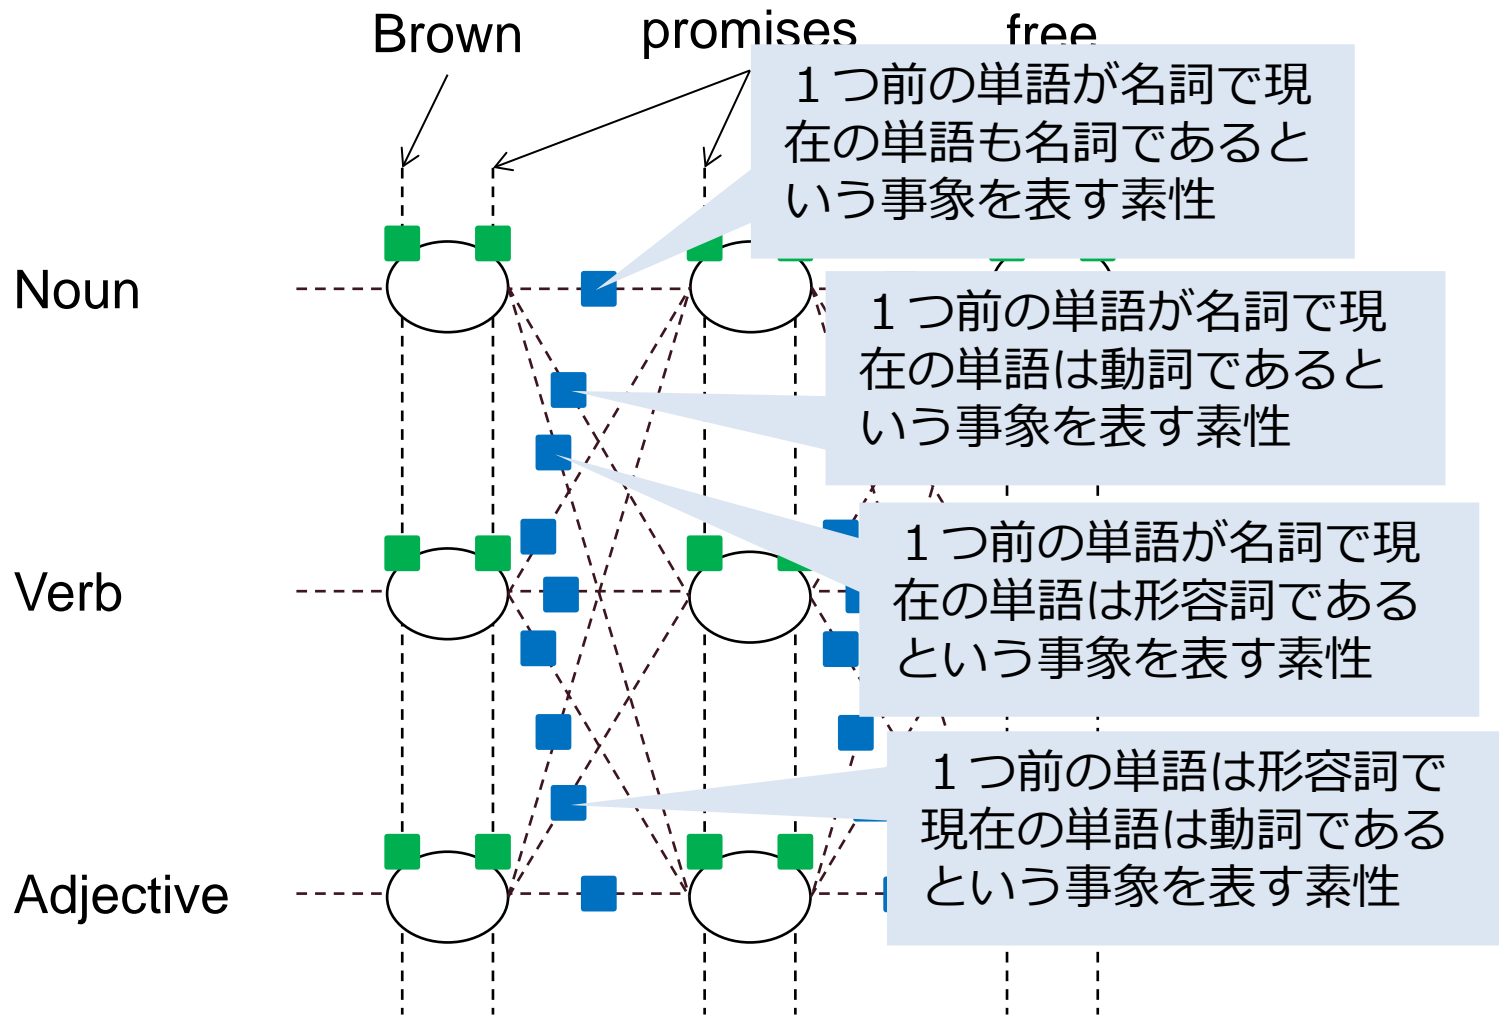 Brown
promises
free
１つ前の単語が名詞で現
在の単語も名詞であると
いう事象を表す素性
Noun
１つ前の単語が名詞で現
在の単語は動詞であると
いう事象を表す素性
１つ前の単語が名詞で現
在の単語は形容詞である
という事象を表す素性
Verb
１つ前の単語は形容詞で
現在の単語は動詞である
という事象を表す素性
Adjective